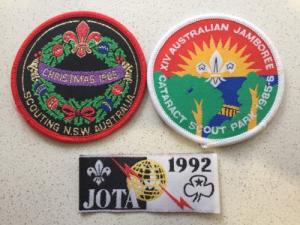 CHRISTMAS 1985
SCOUTING N.S.W AUSTRALIA
XIV AUSTRALIAN JAMBOREE
CATARACT SCOUT PARK 1985-6
1992
JOTA